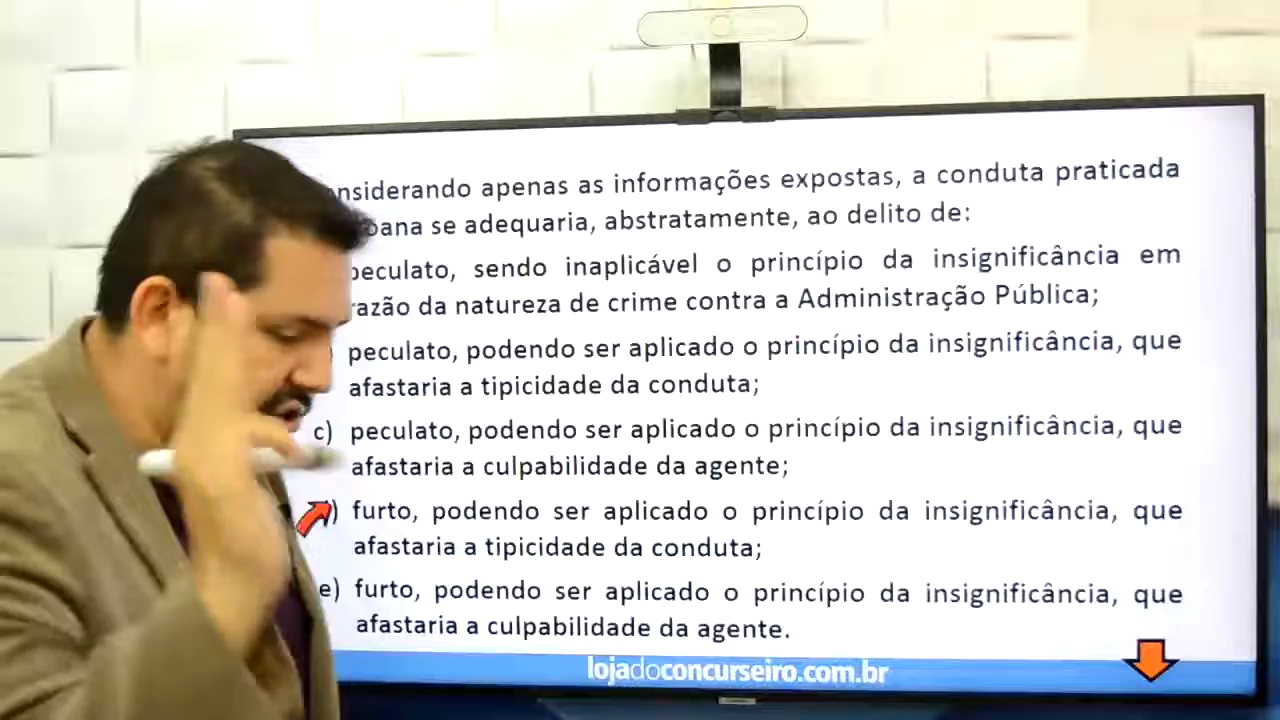 nsiderando apenas as informações expostas, a conduta praticada
oana se adequaria, abstratamente, ao delito de:
peculato, sendo inaplicável o princípio da insignificância em
razão da natureza de crime contra a Administração Pública;
) peculato, podendo ser aplicado o princípio da insignificância, que
afastaria a tipicidade da conduta;
c) peculato, podendo ser aplicado o princípio da insignificância, que
afastaria a culpabilidade da agente;
) furto, podendo ser aplicado o princípio da insignificância, que
afastaria a tipicidade da conduta;
e) furto, podendo ser aplicado o princípio da insignificância, que
afastaria a culpabilidade da agente.
lojadoconcurseiro.com.br